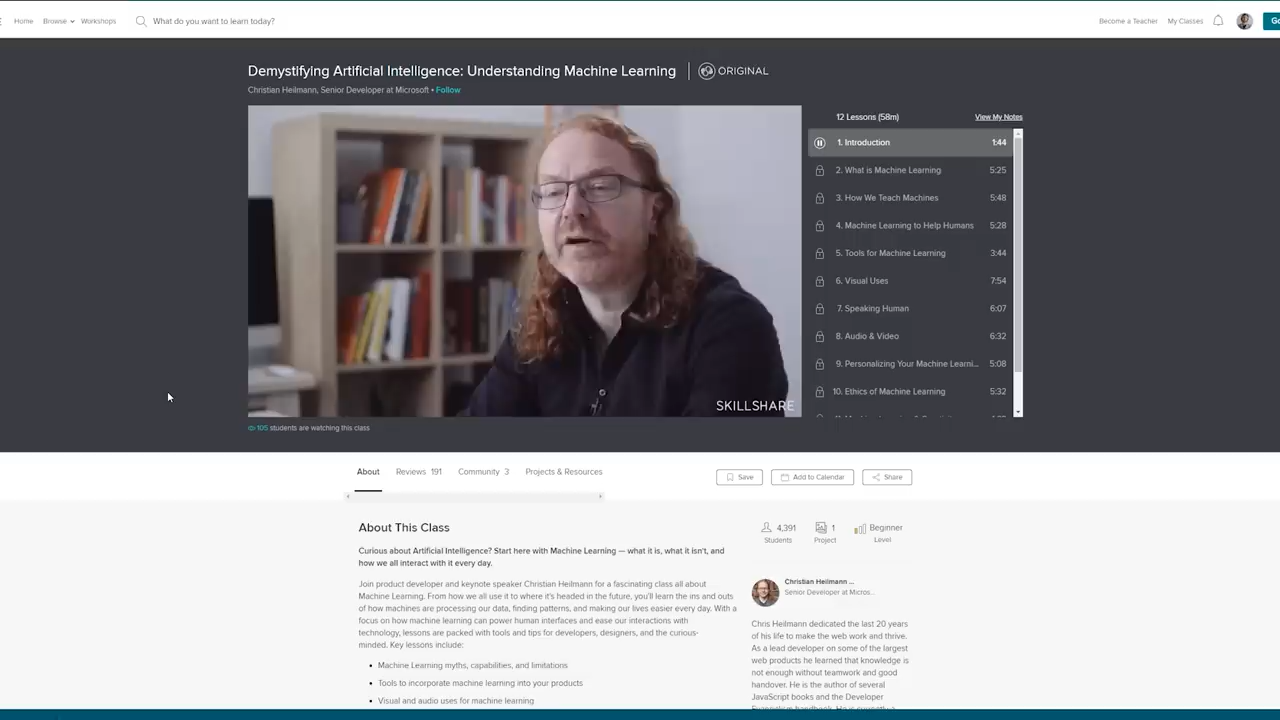 Home Browse Workshops What do you want to learn today? Become a Teacher My Classes Go
Demystifying Artificial Intelligence: Understanding Machine Learning ORIGINAL
Christian Heilmann, Senior Developer at Microsoft • Follow
12 Lessons (58m) View My Notes
1. Introduction 1:44
2. What is Machine Learning 5:25
3. How We Teach Machines 5:48
4. Machine Learning to Help Humans 5:28
5. Tools for Machine Learning 3:44
6. Visual Uses 7:54
7. Speaking Human 6:07
8. Audio & Video 6:32
9. Personalizing Your Machine Learni... 5:08
10. Ethics of Machine Learning 5:32
SKILLSHARE
105 students are watching this class
About Reviews 191 Community 3 Projects & Resources Save Add to Calendar Share
About This Class
Curious about Artificial Intelligence? Start here with Machine Learning — what it is, what it isn't, and
how we all interact with it every day.
Join product developer and keynote speaker Christian Heilmann for a fascinating class all about
Machine Learning. From how we all use it to where it's headed in the future, you'll learn the ins and outs
of how machines are processing our data, finding patterns, and making our lives easier every day. With a
focus on how machine learning can power human interfaces and ease our interactions with
technology, lessons are packed with tools and tips for developers, designers, and the curious-
minded. Key lessons include:
• Machine Learning myths, capabilities, and limitations
• Tools to incorporate machine learning into your products
• Visual and audio uses for machine learning
4,391 1 Beginner
Students Project Level
Christian Heilmann ...
Senior Developer at Micros...
Chris Heilmann dedicated the last 20 years
of his life to make the web work and thrive.
As a lead developer on some of the largest
web products he learned that knowledge is
not enough without teamwork and good
handover. He is the author of several
JavaScript books and the Developer